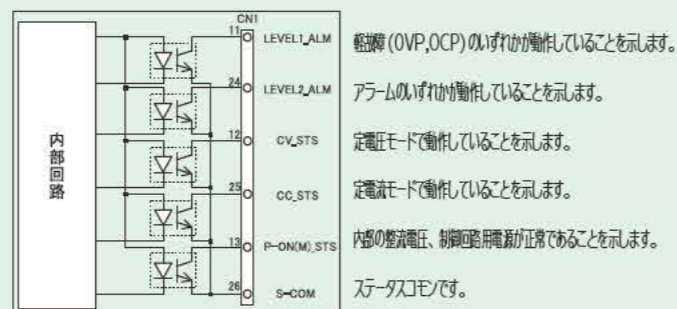 CN1
内部回路
11 LEVEL1_ALM 軽故障(OVP,OCP)のいずれかが動作していることを示します。
24 LEVEL2_ALM アラームのいずれかが動作していることを示します。
12 CV_STS 定電圧モードで動作していることを示します。
25 CC_STS 定電流モードで動作していることを示します。
13 P-ON(M)_STS 内部の整流電圧、制御回路用電源が正常であることを示します。
26 S-COM ステータスコモンです。